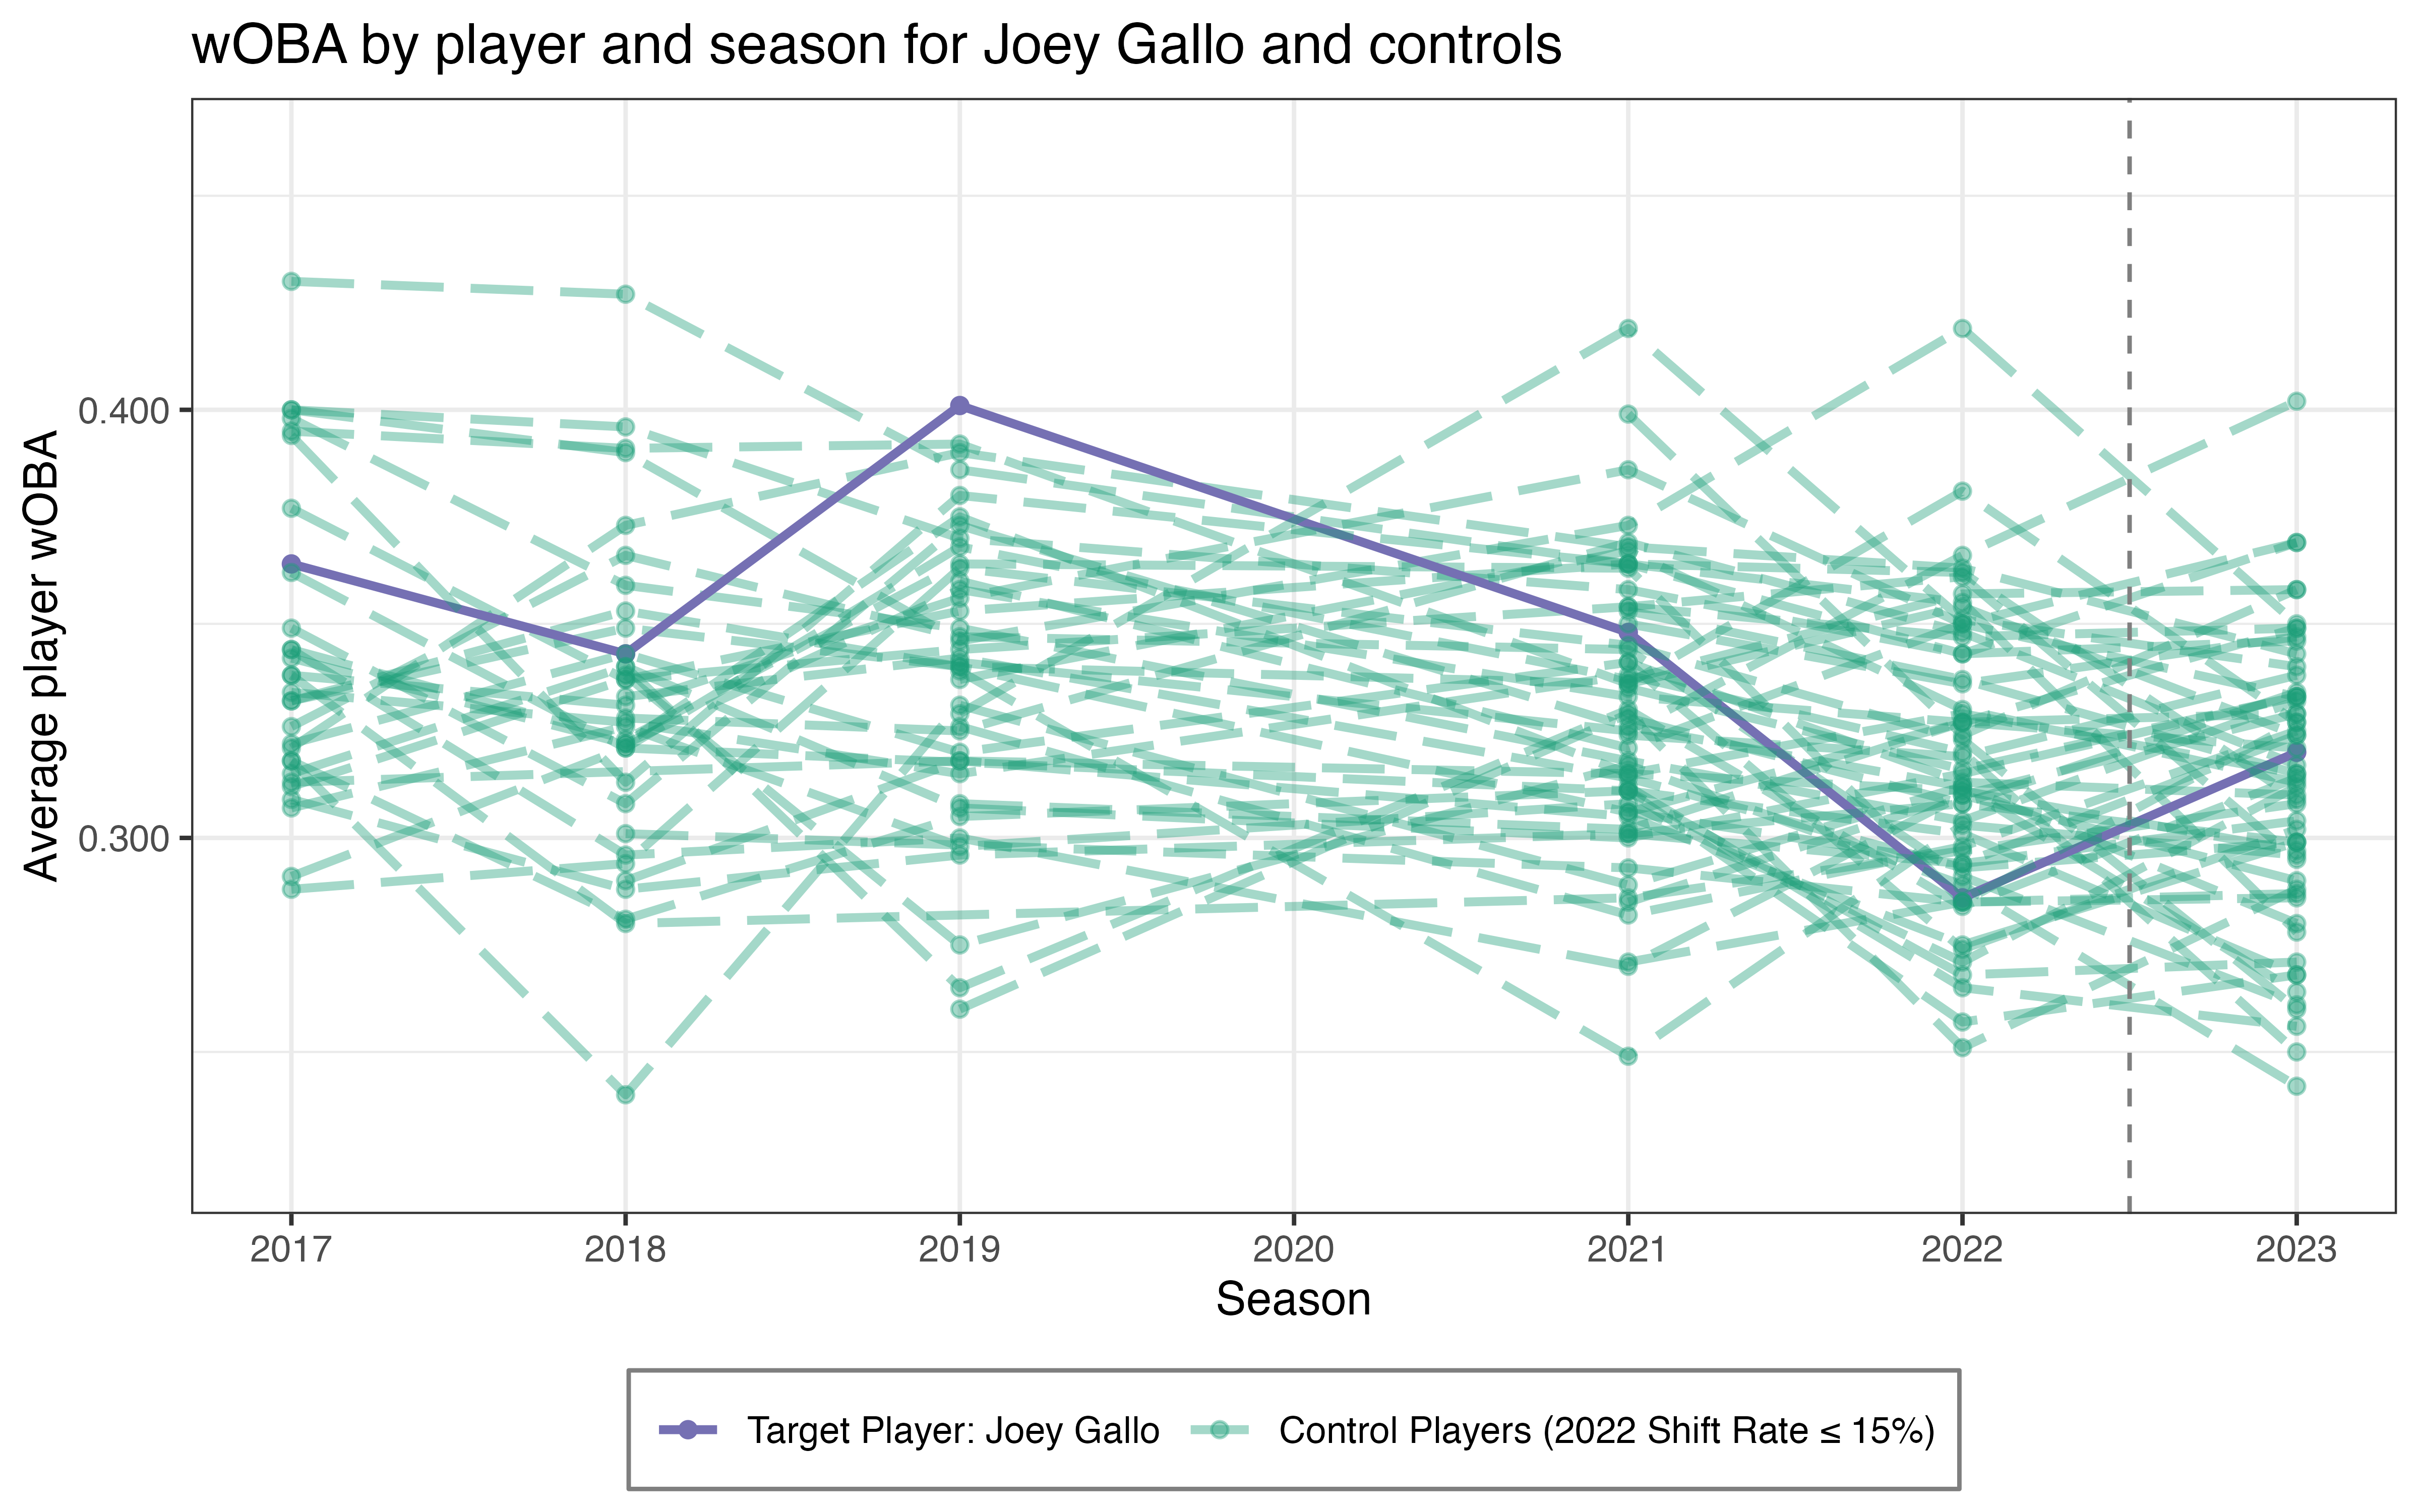 wOBA by player and season for Joey Gallo and controls
Average player wOBA
0.400
0.300
2017 2018 2019 2020 2021 2022 2023
Season
Target Player: Joey Gallo Control Players (2022 Shift Rate ≤ 15%)